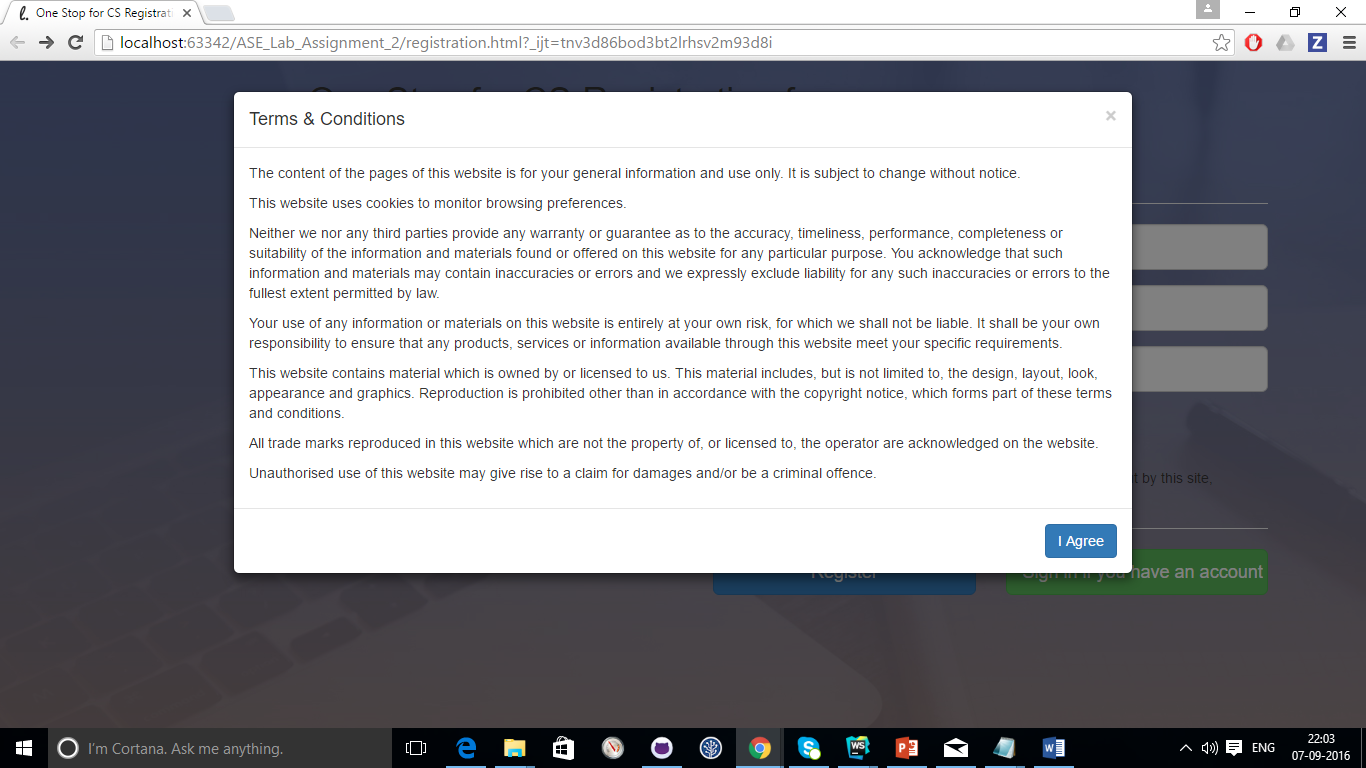 One Stop for CS Registrat
localhost:63342/ASE_Lab_Assignment_2/registration.html?_ijt=tnv3d86bod3bt2lrhsv2m93d8i
Terms & Conditions
×
The content of the pages of this website is for your general information and use only. It is subject to change without notice.
This website uses cookies to monitor browsing preferences.
Neither we nor any third parties provide any warranty or guarantee as to the accuracy, timeliness, performance, completeness or
suitability of the information and materials found or offered on this website for any particular purpose. You acknowledge that such
information and materials may contain inaccuracies or errors and we expressly exclude liability for any such inaccuracies or errors to the
fullest extent permitted by law.
Your use of any information or materials on this website is entirely at your own risk, for which we shall not be liable. It shall be your own
responsibility to ensure that any products, services or information available through this website meet your specific requirements.
This website contains material which is owned by or licensed to us. This material includes, but is not limited to, the design, layout, look,
appearance and graphics. Reproduction is prohibited other than in accordance with the copyright notice, which forms part of these terms
and conditions.
All trade marks reproduced in this website which are not the property of, or licensed to, the operator are acknowledged on the website.
Unauthorised use of this website may give rise to a claim for damages and/or be a criminal offence.
by this site,
I Agree
Register
Sign in if you have an account
I'm Cortana. Ask me anything.
ENG
22:03
07-09-2016